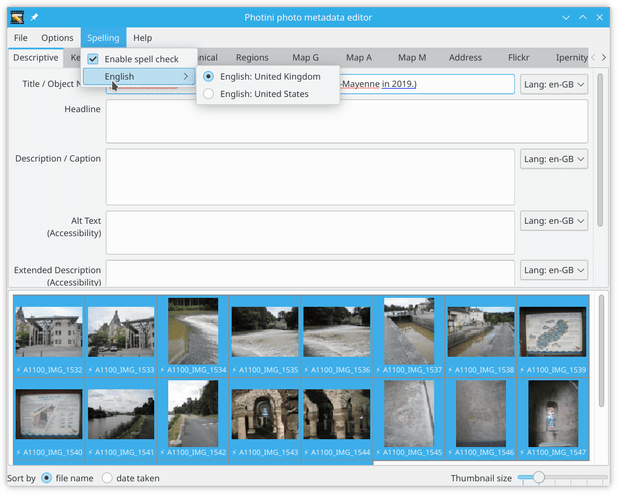 Photini photo metadata editor
File Options Spelling Help
Enable spell check
English
English: United Kingdom
English: United States
Descriptive Ke nical Regions Map G Map A Map M Address Flickr Ipernity
Title / Object N -Mayenne in 2019.) Lang: en-GB
Headline
Description / Caption Lang: en-GB
Alt Text Lang: en-GB
(Accessibility)
Extended Description Lang: en-GB
(Accessibility)
A1100_IMG_1532 A1100_IMG_1533 A1100_IMG_1534 A1100_IMG_1535 A1100_IMG_1536 A1100_IMG_1537 A1100_IMG_1538 A1100_IMG_1539
A1100_IMG_1540 A1100_IMG_1541 A1100_IMG_1542 A1100_IMG_1543 A1100_IMG_1544 A1100_IMG_1545 A1100_IMG_1546 A1100_IMG_1547
Sort by file name date taken Thumbnail size